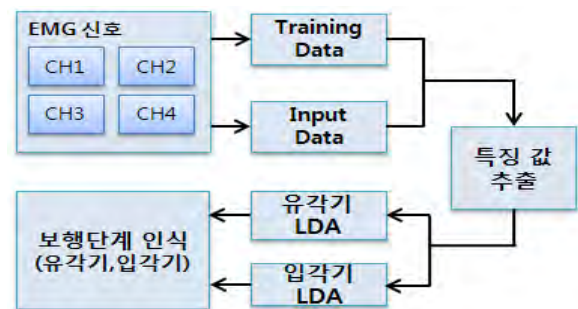 EMG 신호
CH1
CH2
CH3
CH4
Training
Data
Input
Data
특징 값
추출
유각기
LDA
입각기
LDA
보행단계 인식
(유각기,입각기)